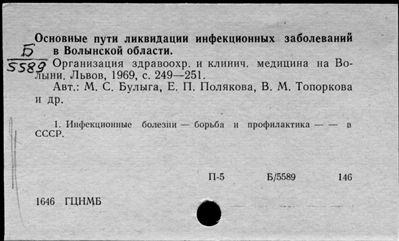 Основные пути ликвидации инфекционных заболеваний
в Волынской области.
Б
5589
Организация здравоохр. и клинич. медицина на Во-
лыни. Львов, 1969, с. 249—251.
Авт.: М. С. Булыга, Е. П. Полякова, В. М. Топоркова
и др.
1. Инфекционные болезни — борьба и профилактика — — в
СССР.
П-5 Б/5589 146
1646 ГЦНМБ